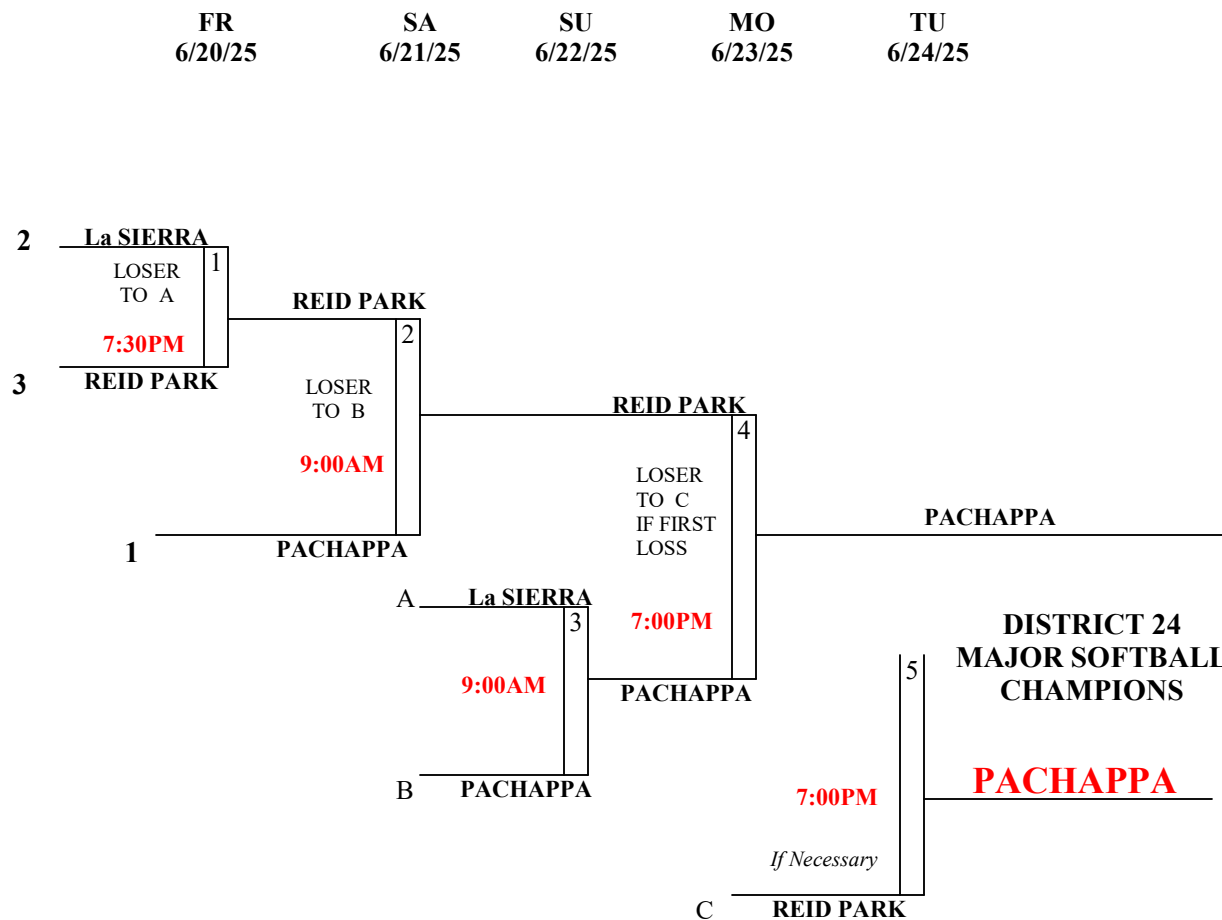 FR SA SU MO TU
6/20/25 6/21/25 6/22/25 6/23/25 6/24/25
2 La SIERRA
1
LOSER
TO A
7:30PM
3 REID PARK
REID PARK
2
LOSER
TO B
9:00AM
1 PACHAPPA
REID PARK
4
LOSER
TO C
IF FIRST
LOSS
7:00PM
PACHAPPA
A La SIERRA
3
9:00AM
B PACHAPPA
PACHAPPA
DISTRICT 24
MAJOR SOFTBALL
CHAMPIONS
5
7:00PM
PACHAPPA
If Necessary
C REID PARK